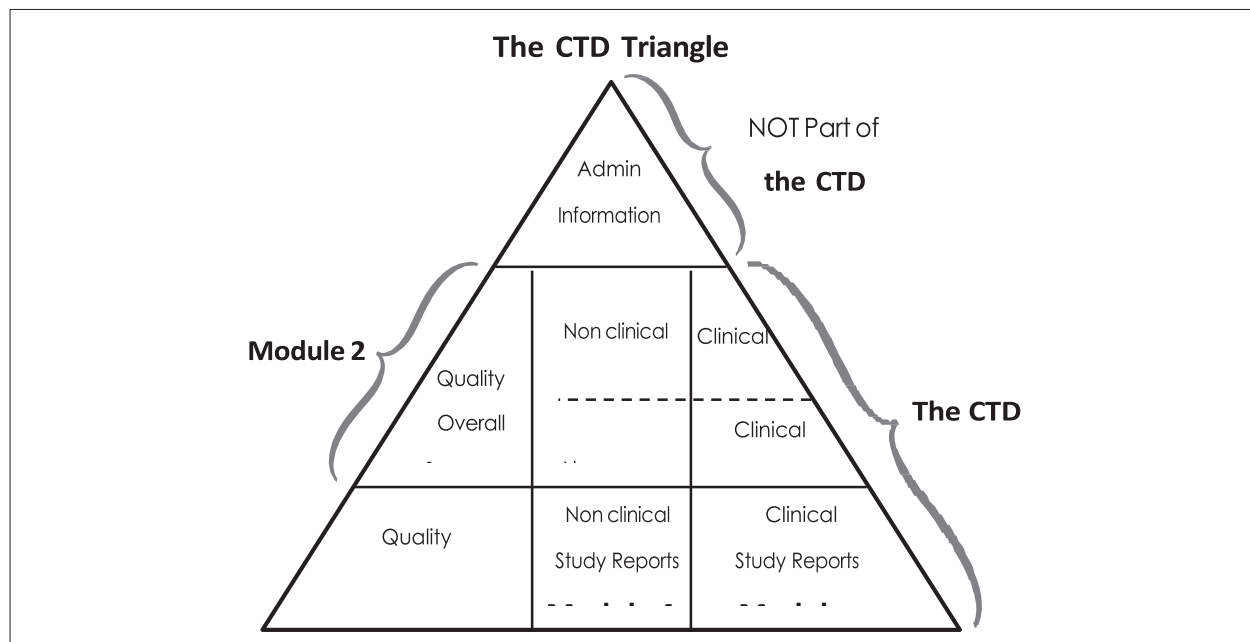 The CTD Triangle
NOT Part of
the CTD
Admin
Information
Module 2
Non clinical
Clinical
Quality
Overall
Clinical
The CTD
Quality
Non clinical
Study Reports
Clinical
Study Reports